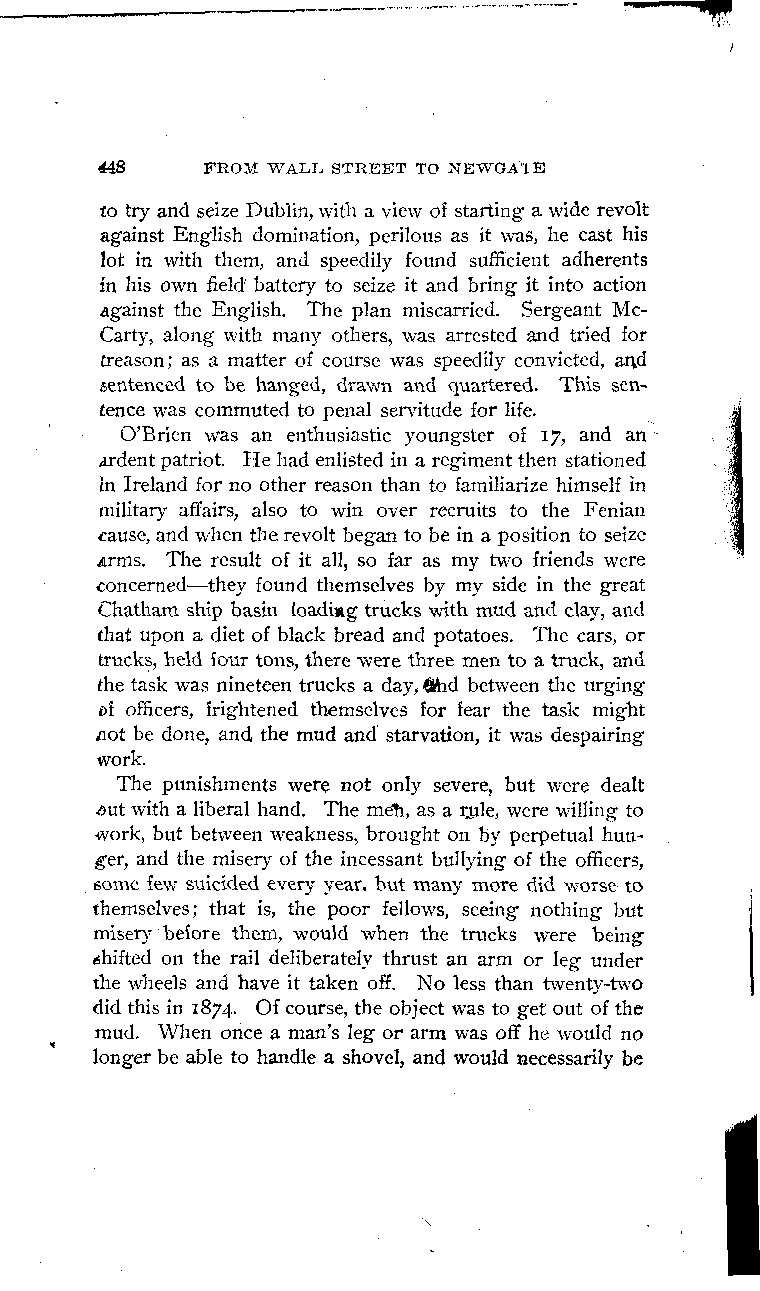 448 FROM WALL STREET TO NEWGATE
to try and seize Dublin, with a view of starting a wide revolt
against English domination, perilous as it was, he cast his
lot in with them, and speedily found sufficient adherents
in his own field battery to seize it and bring it into action
against the English. The plan miscarried. Sergeant Mc-
Carty, along with many others, was arrested and tried for
treason; as a matter of course was speedily convicted, and
sentenced to be hanged, drawn and quartered. This sen-
tence was commuted to penal servitude for life.
O'Brien was an enthusiastic youngster of 17, and an
ardent patriot. He had enlisted in a regiment then stationed
in Ireland for no other reason than to familiarize himself in
military affairs, also to win over recruits to the Fenian
cause, and when the revolt began to be in a position to seize
arms. The result of it all, so far as my two friends were
concerned—they found themselves by my side in the great
Chatham ship basin loading trucks with mud and clay, and
that upon a diet of black bread and potatoes. The cars, or
trucks, held four tons, there were three men to a truck, and
the task was nineteen trucks a day, and between the urging
of officers, frightened themselves for fear the task might
not be done, and the mud and starvation, it was despairing
work.
The punishments were not only severe, but were dealt
out with a liberal hand. The men, as a rule, were willing to
work, but between weakness, brought on by perpetual hun-
ger, and the misery of the incessant bullying of the officers,
some few suicided every year, but many more did worse to
themselves; that is, the poor fellows, seeing nothing but
misery before them, would when the trucks were being
shifted on the rail deliberately thrust an arm or leg under
the wheels and have it taken off. No less than twenty-two
did this in 1874. Of course, the object was to get out of the
mud. When once a man's leg or arm was off he would no
longer be able to handle a shovel, and would necessarily be